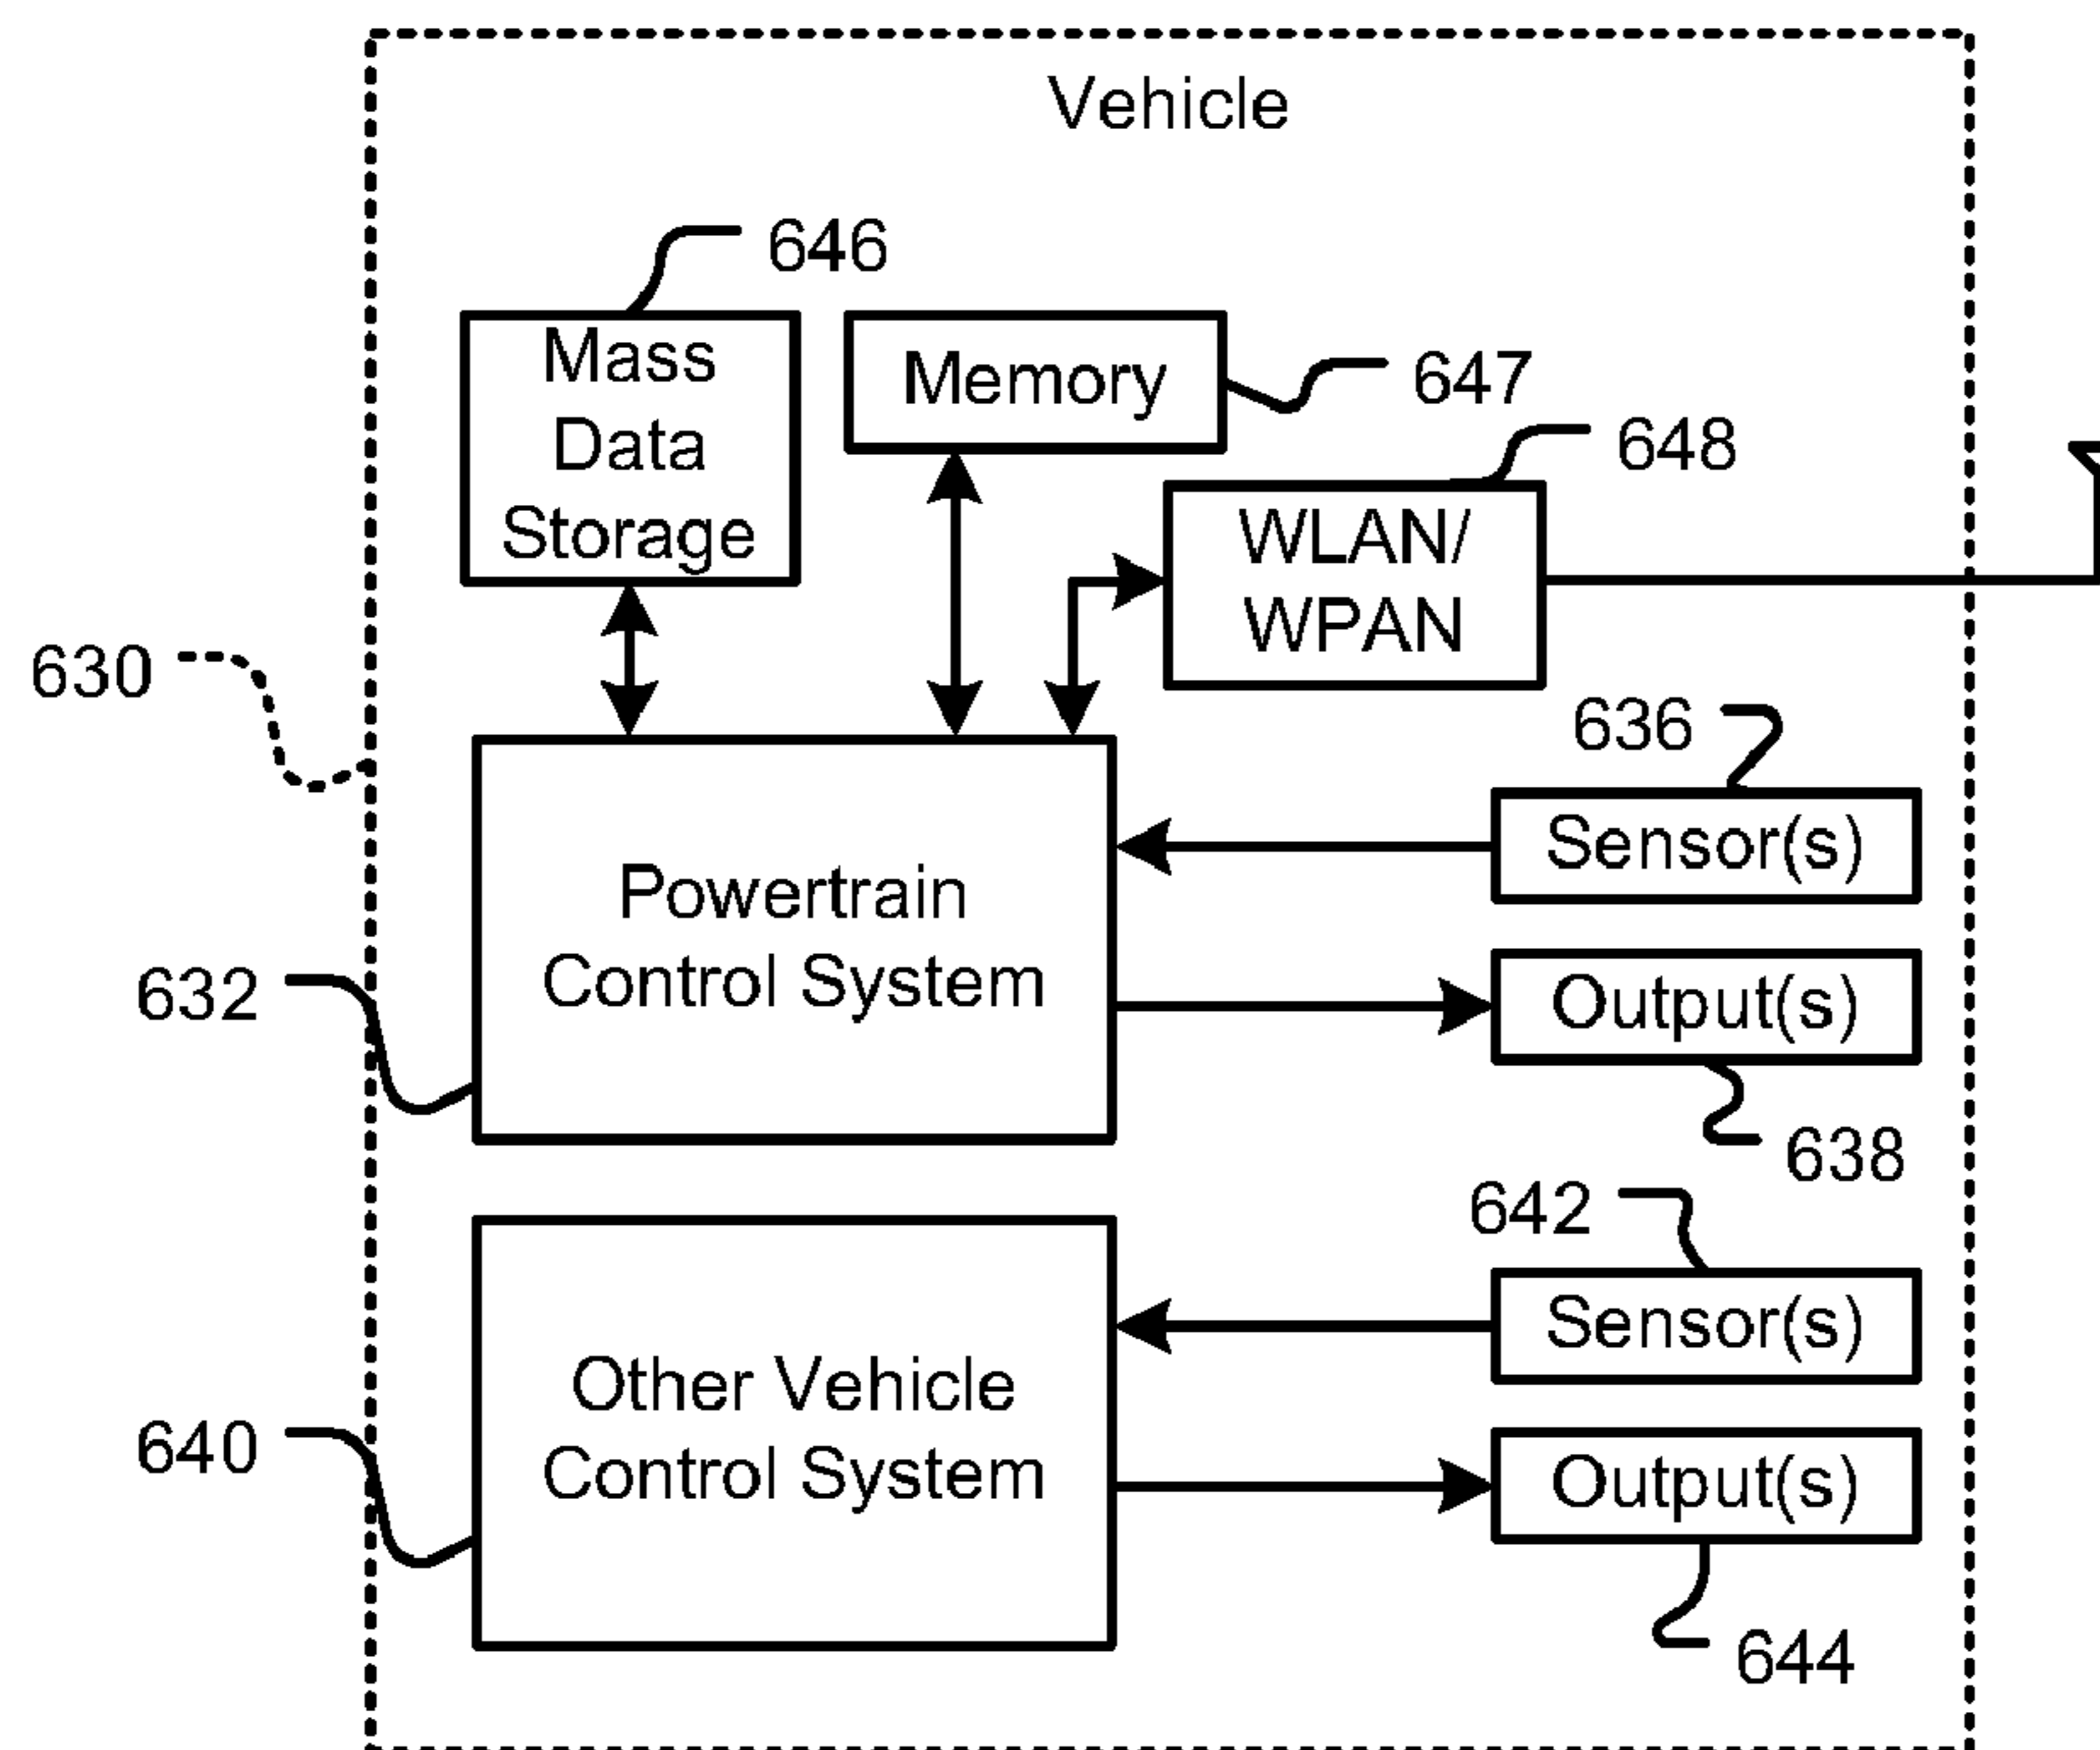 Vehicle
646
Mass
Data
Storage
Memory
647
648
WLAN/
WPAN
630
636
Sensor(s)
Powertrain
Control System
632
Output(s)
638
642
Sensor(s)
Other Vehicle
Control System
640
Output(s)
644